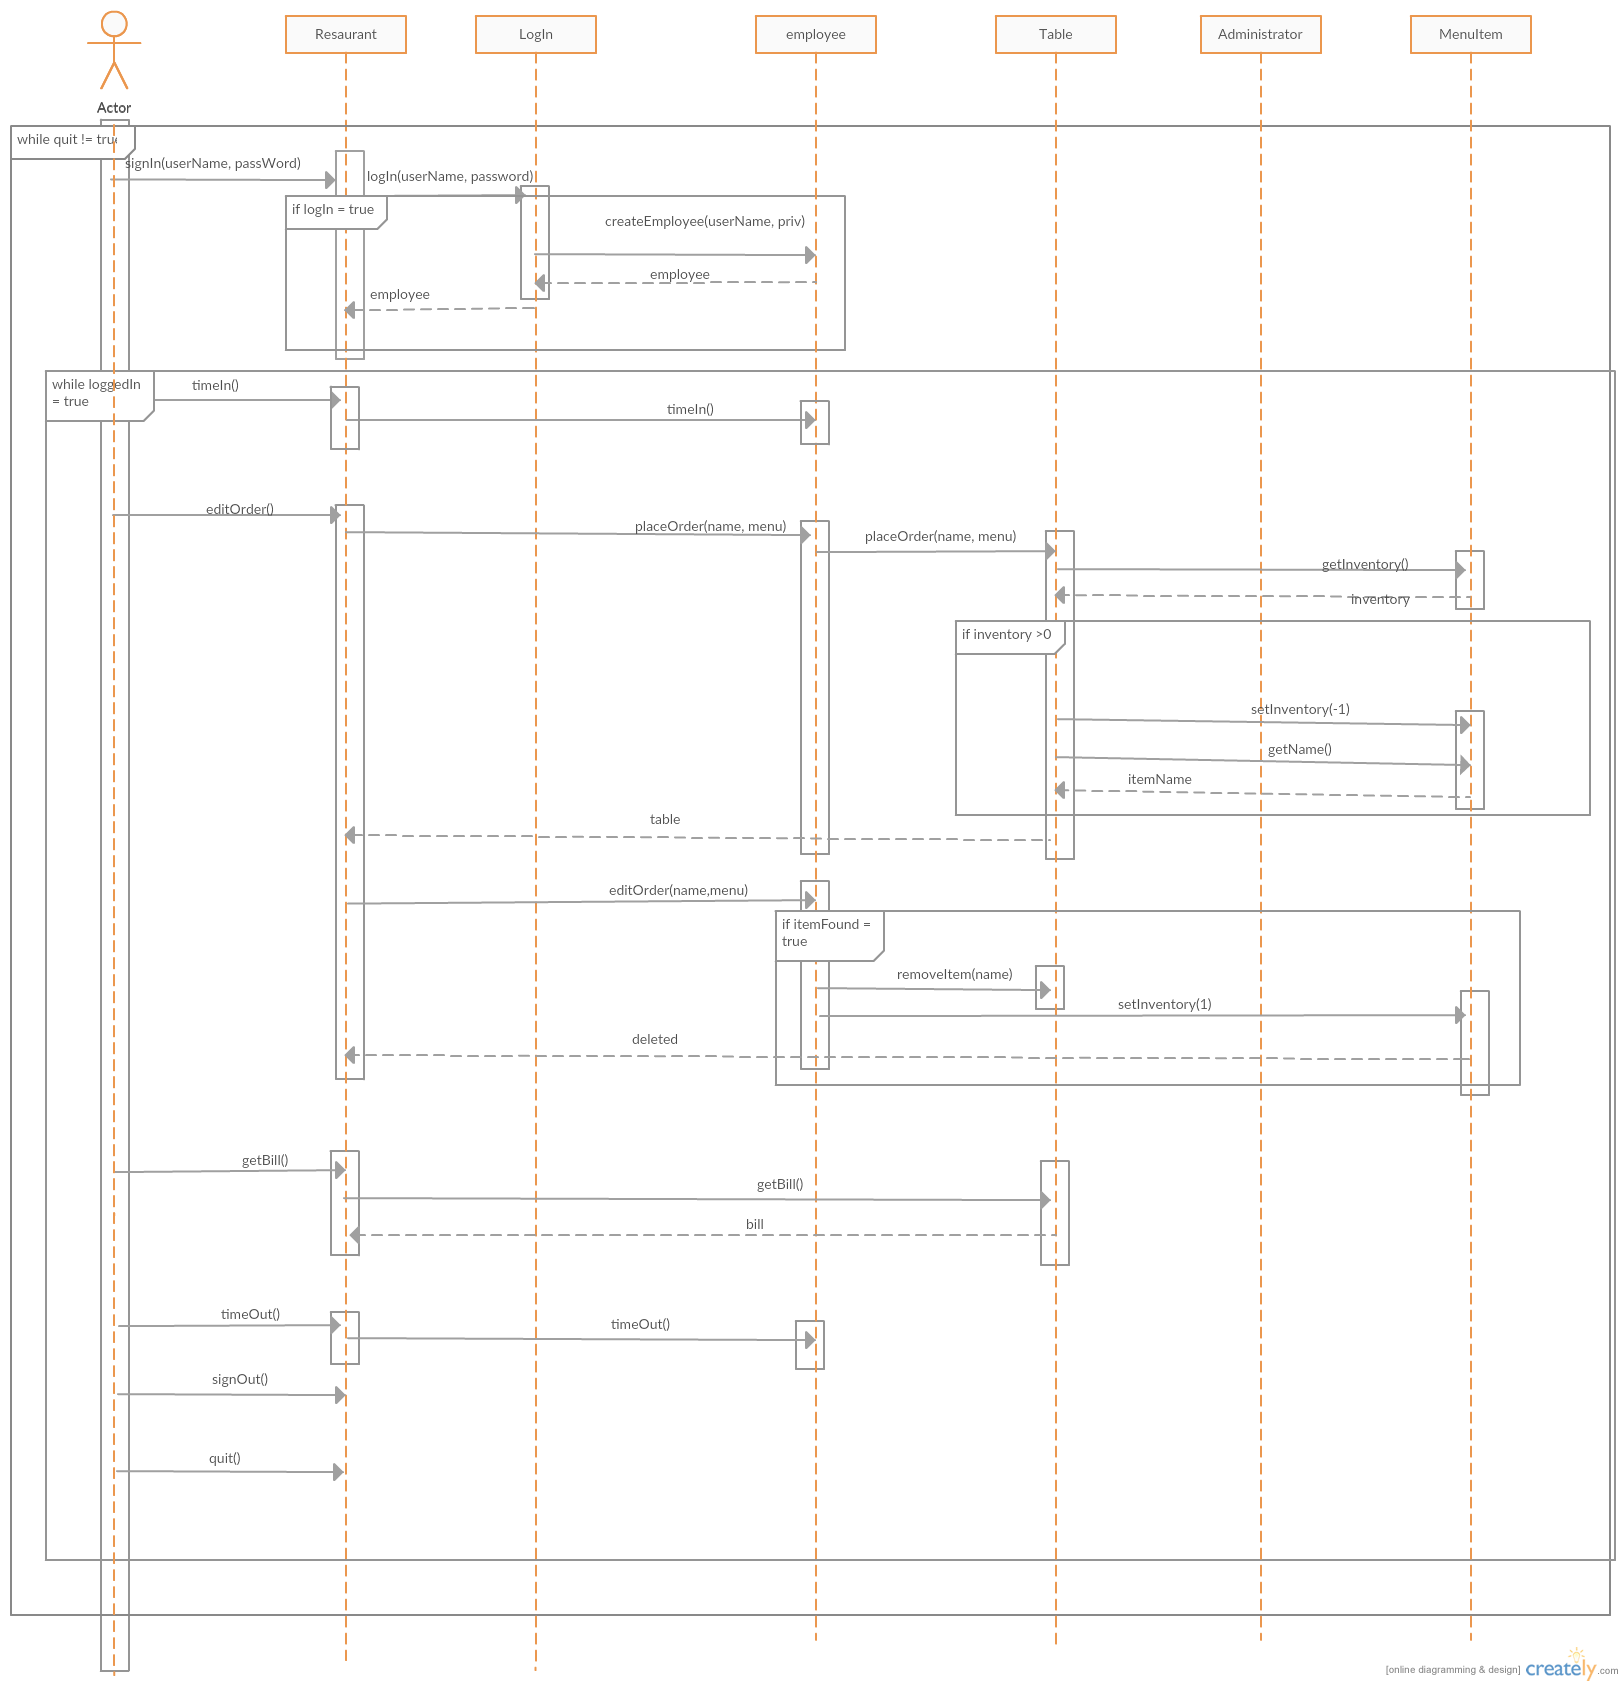 Resaurant
LogIn
employee
Table
Administrator
MenuItem
Actor
while quit != true
signIn(userName, passWord)
logIn(userName, password)
if logIn = true
createEmployee(userName, priv)
employee
employee
while loggedIn
= true
timeIn()
timeIn()
editOrder()
placeOrder(name, menu)
placeOrder(name, menu)
getInventory()
inventory
if inventory >0
setInventory(-1)
getName()
itemName
table
editOrder(name,menu)
if itemFound =
true
removeItem(name)
setInventory(1)
deleted
getBill()
getBill()
bill
timeOut()
timeOut()
signOut()
quit()
[online diagramming & design] creately.com